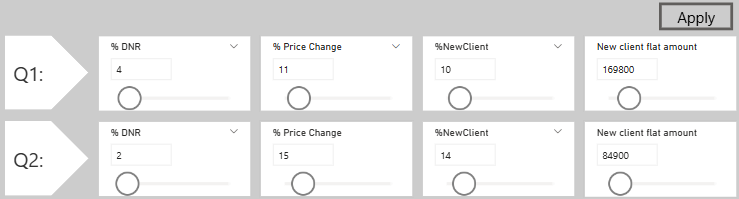 Apply
Q1:
% DNR
4
% Price Change
11
%NewClient
10
New client flat amount
169800
Q2:
% DNR
2
% Price Change
15
%NewClient
14
New client flat amount
84900